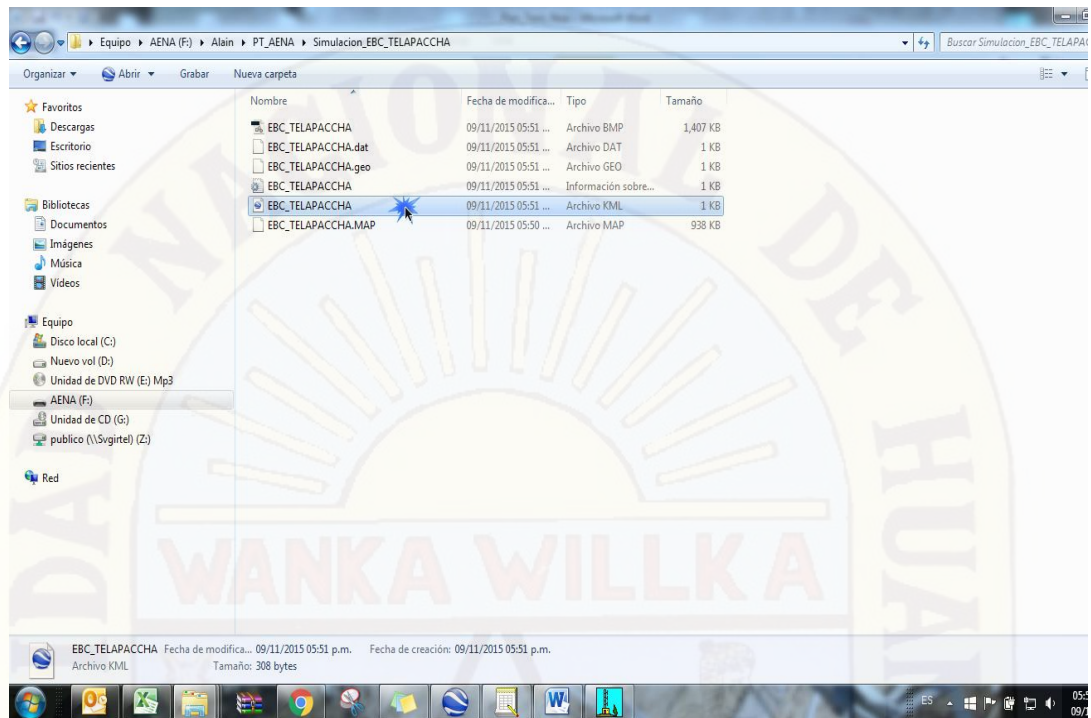 Equipo ▸ AENA (F:) ▸ Alain ▸ PT_AENA ▸ Simulacion_EBC_TELAPACCHA
Buscar Simulacion_EBC_TELAPAC
Organizar Abrir Grabar Nueva carpeta
Favoritos
Descargas
Escritorio
Sitios recientes
Bibliotecas
Documentos
Imágenes
Música
Vídeos
Equipo
Disco local (C:)
Nuevo vol (D:)
Unidad de DVD RW (E:) Mp3
AENA (F:)
Unidad de CD (G:)
publico (\\Svgirtel) (Z:)
Red
Nombre Fecha de modifica... Tipo Tamaño
EBC_TELAPACCHA 09/11/2015 05:51 ... Archivo BMP 1,407 KB
EBC_TELAPACCHA.dat 09/11/2015 05:51 ... Archivo DAT 1 KB
EBC_TELAPACCHA.geo 09/11/2015 05:51 ... Archivo GEO 1 KB
EBC_TELAPACCHA 09/11/2015 05:51 ... Información sobre... 1 KB
EBC_TELAPACCHA 09/11/2015 05:51 ... Archivo KML 1 KB
EBC_TELAPACCHA.MAP 09/11/2015 05:50 ... Archivo MAP 938 KB
DAD NACIONAL DE HUAN
WANKA WILLKA
EBC_TELAPACCHA Fecha de modifica... 09/11/2015 05:51 p.m. Fecha de creación: 09/11/2015 05:51 p.m.
Archivo KML Tamaño: 308 bytes
ES
05:5
09/